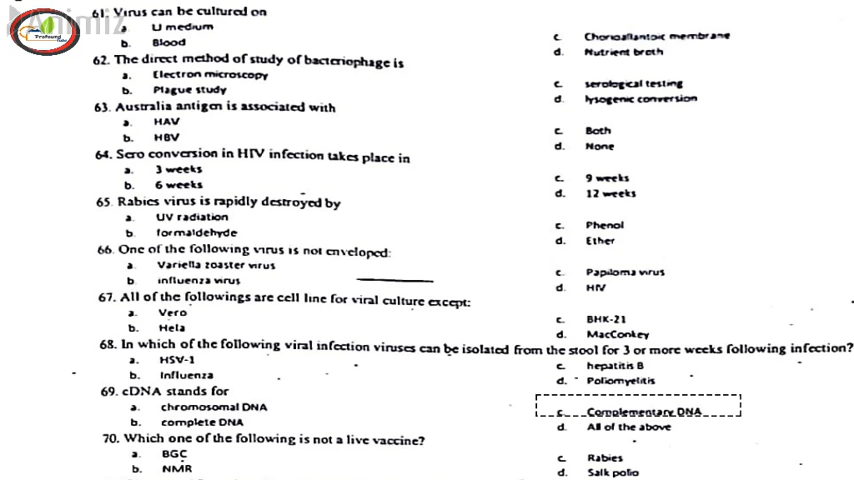 Animiz
Trehaung
61. Virus can be cultured on
a. U medium
b. Blood
c. Chorioallantoic membrane
d. Nutrient broth
62. The direct method of study of bacteriophage is
a. Electron microscopy
b. Plague study
c. serological testing
d. lysogenic conversion
63. Australia antigen is associated with
a. HAV
b. HBV
c. Both
d. None
64. Sero conversion in HIV infection takes place in
a. 3 weeks
b. 6 weeks
c. 9 weeks
d. 12 weeks
65. Rabies virus is rapidly destroyed by
a. UV radiation
b. formaldehyde
c. Phenol
d. Ether
66. One of the following virus is not enveloped:
a. Variella zoaster virus
b. influenza virus
c. Papiloma virus
d. HIV
67. All of the followings are cell line for viral culture except:
a. Vero
b. Hela
c. BHK-21
d. MacConkey
68. In which of the following viral infection viruses can be isolated from the stool for 3 or more weeks following infection?
a. HSV-1
b. Influenza
c. hepatitis B
d. Poliomyelitis
69. cDNA stands for
a. chromosomal DNA
b. complete DNA
c. Complementary DNA
d. All of the above
70. Which one of the following is not a live vaccine?
a. BGC
b. NMR
c. Rabies
d. Salk polio